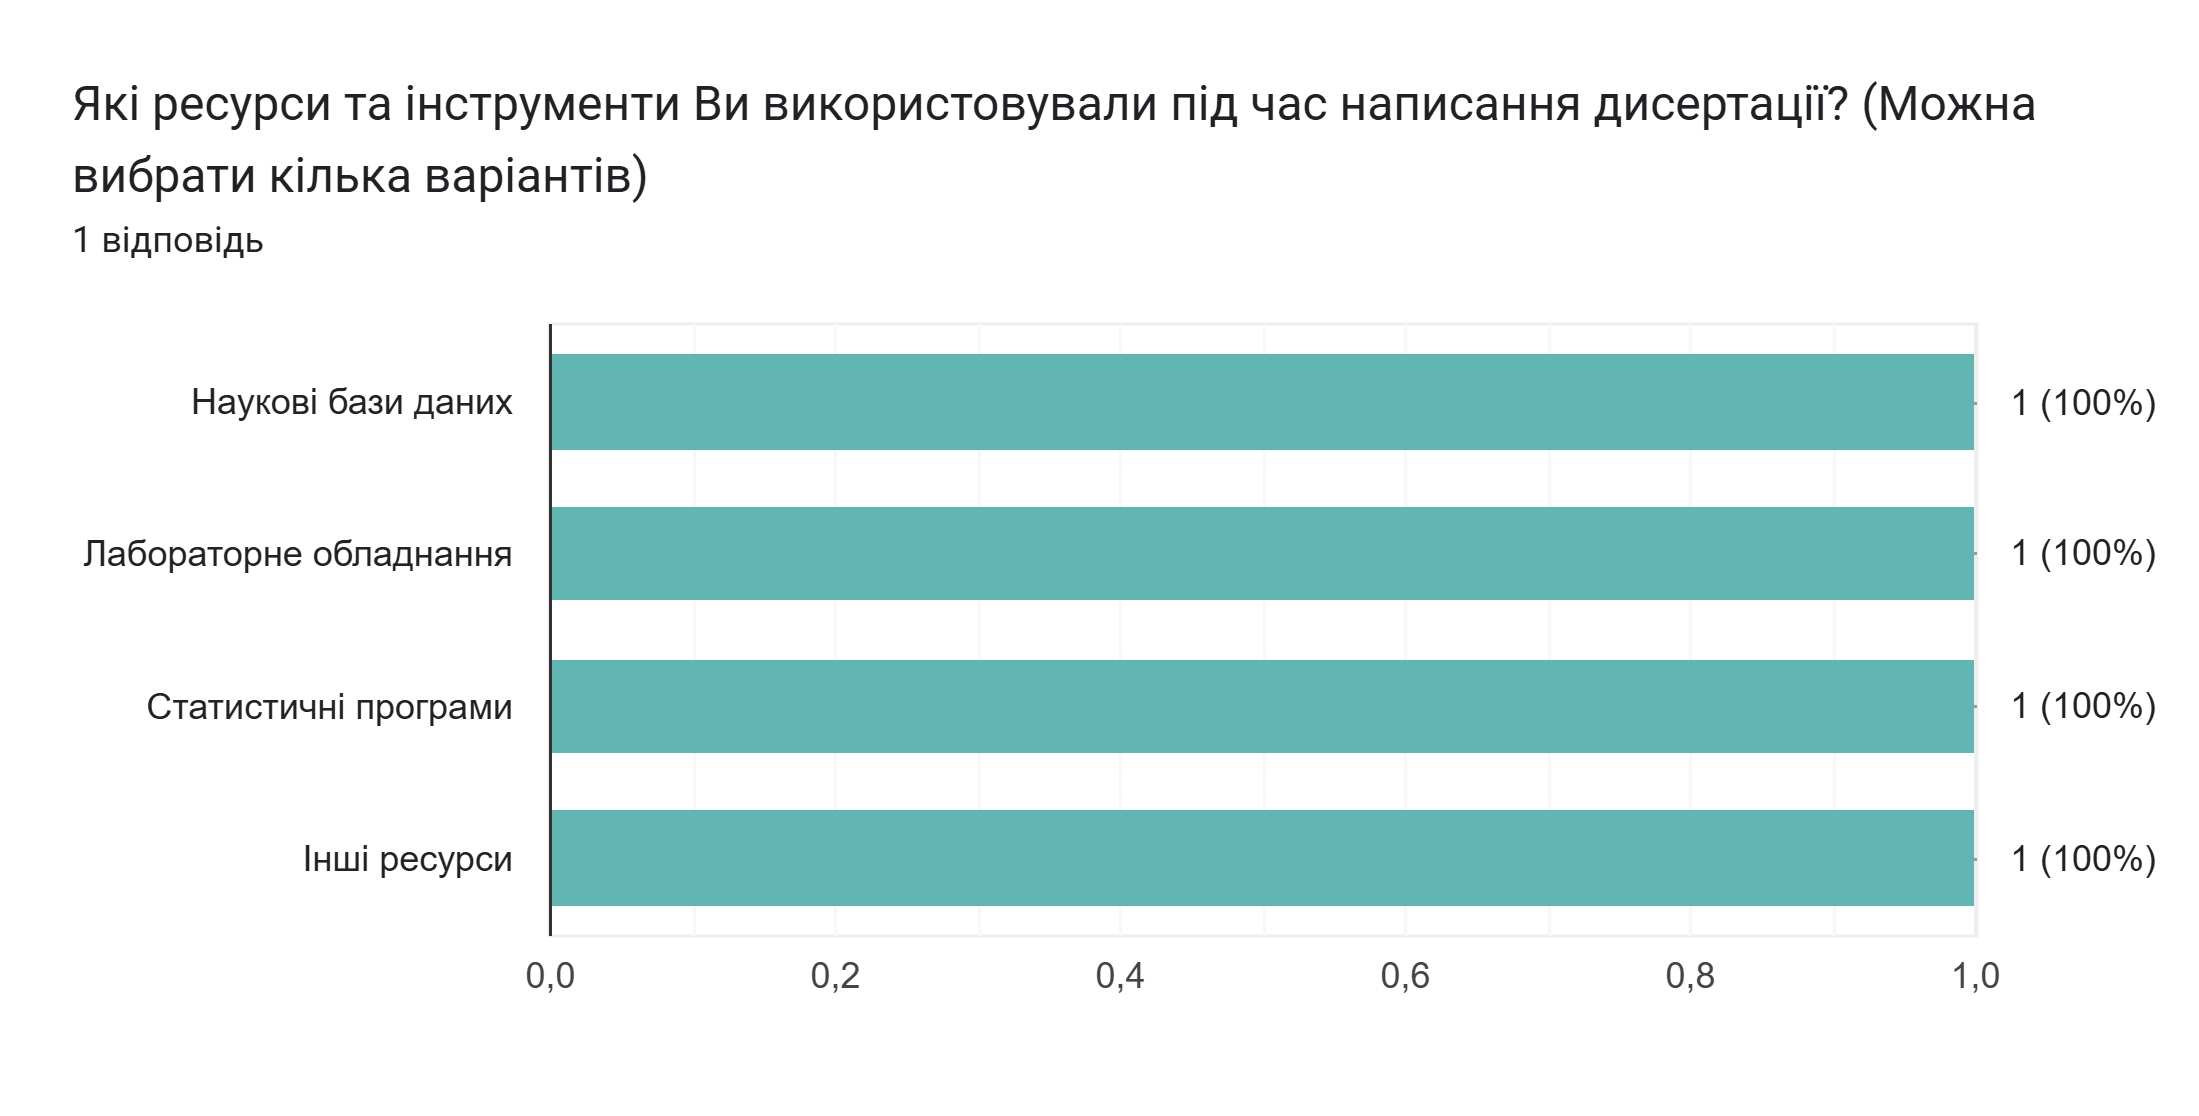 Які ресурси та інструменти Ви використовували під час написання дисертації? (Можна
вибрати кілька варіантів)
1 відповідь
Наукові бази даних 1 (100%)
Лабораторне обладнання 1 (100%)
Статистичні програми 1 (100%)
Інші ресурси 1 (100%)
0,0 0,2 0,4 0,6 0,8 1,0